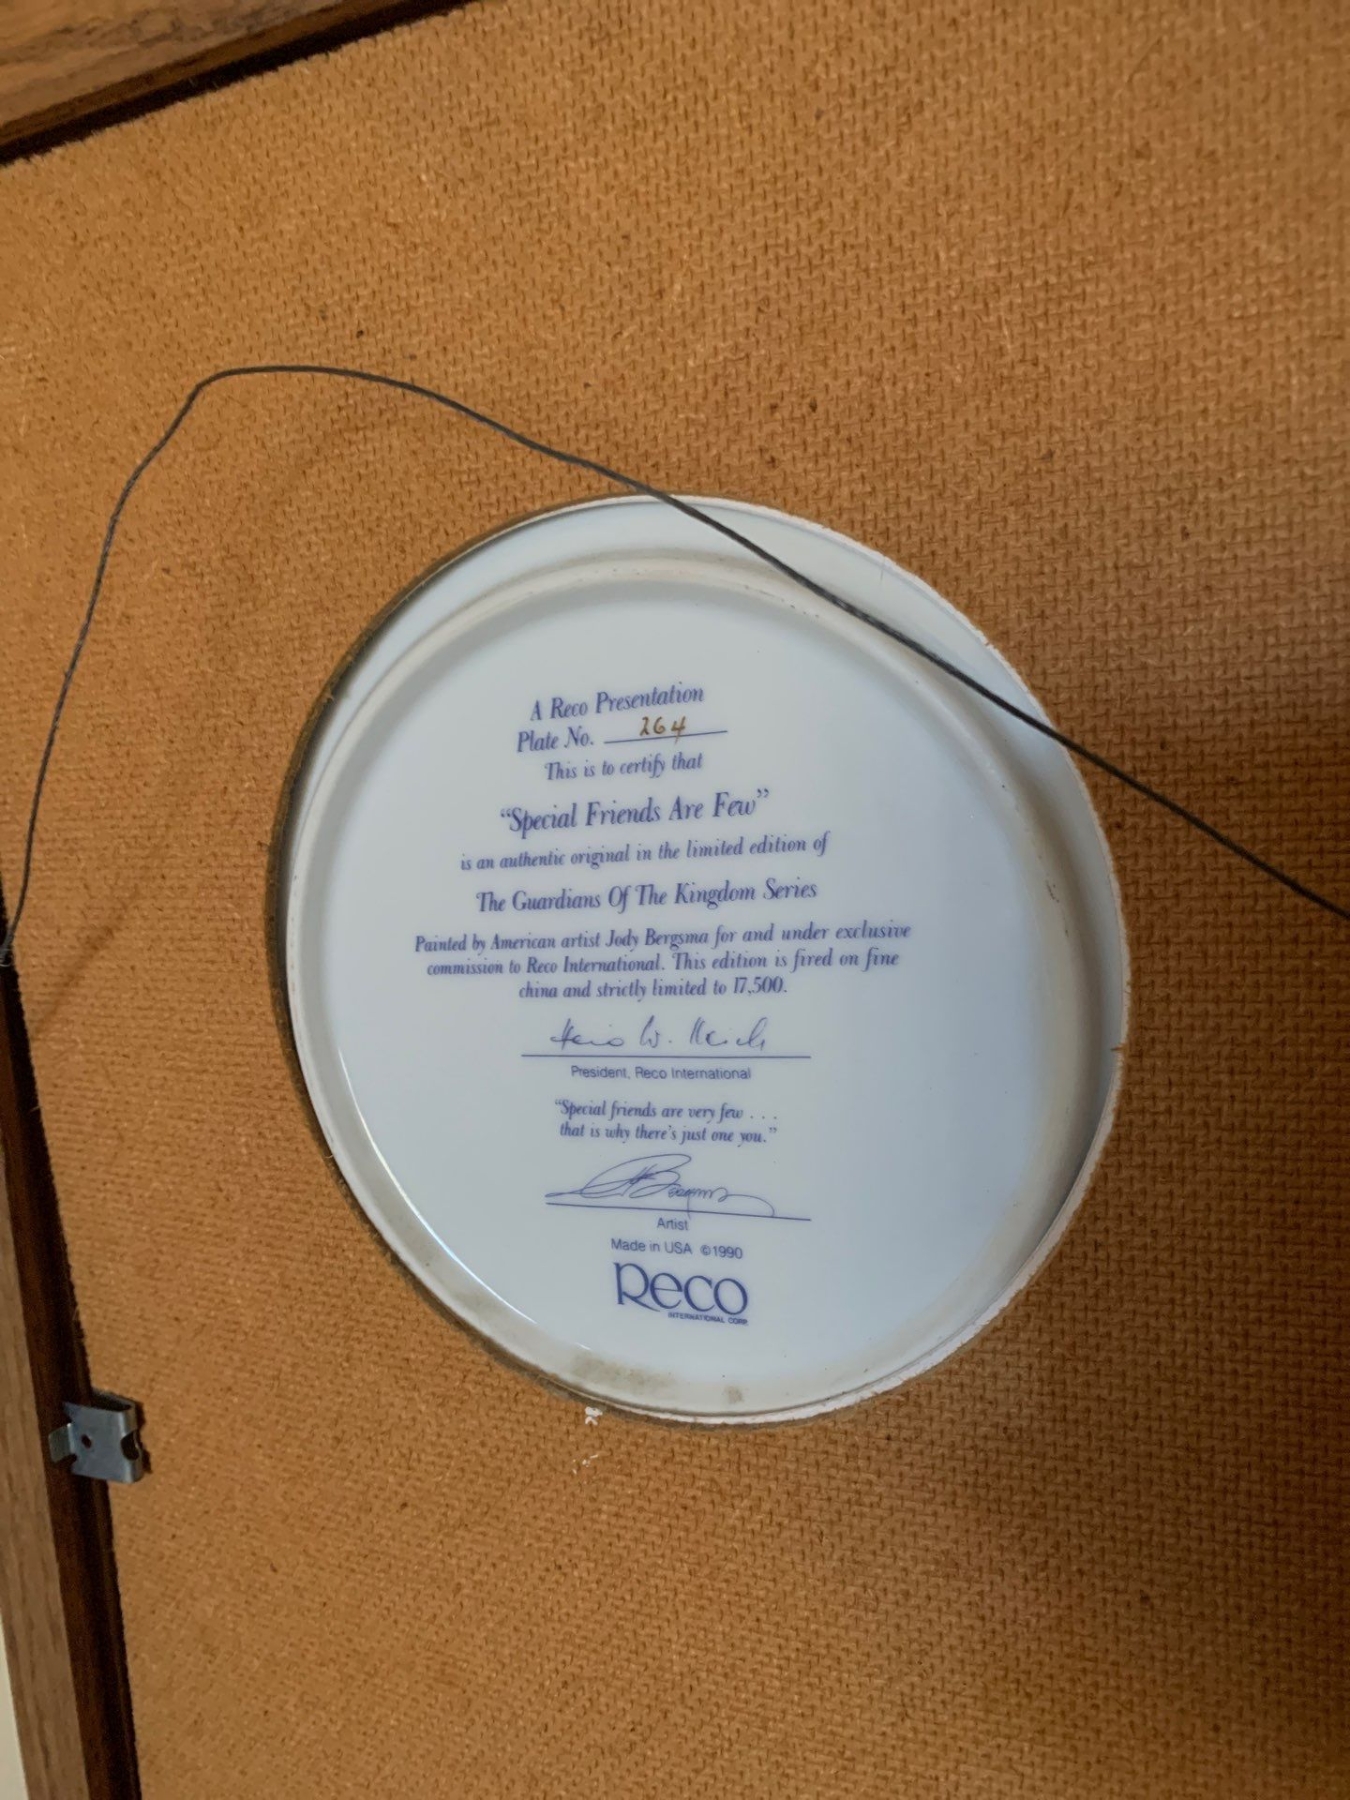 A Reco Presentation
Plate No. 264
This is to certify that
“Special Friends Are Few”
is an authentic original in the limited edition of
The Guardians Of The Kingdom Series
Painted by American artist Jody Bergsma for and under exclusive
commission to Reco International. This edition is fired on fine
china and strictly limited to 17,500.
President, Reco International
“Special friends are very few . . .
that is why there's just one you.”
Artist
Made in USA ©1990
Reco
INTERNATIONAL CORP.